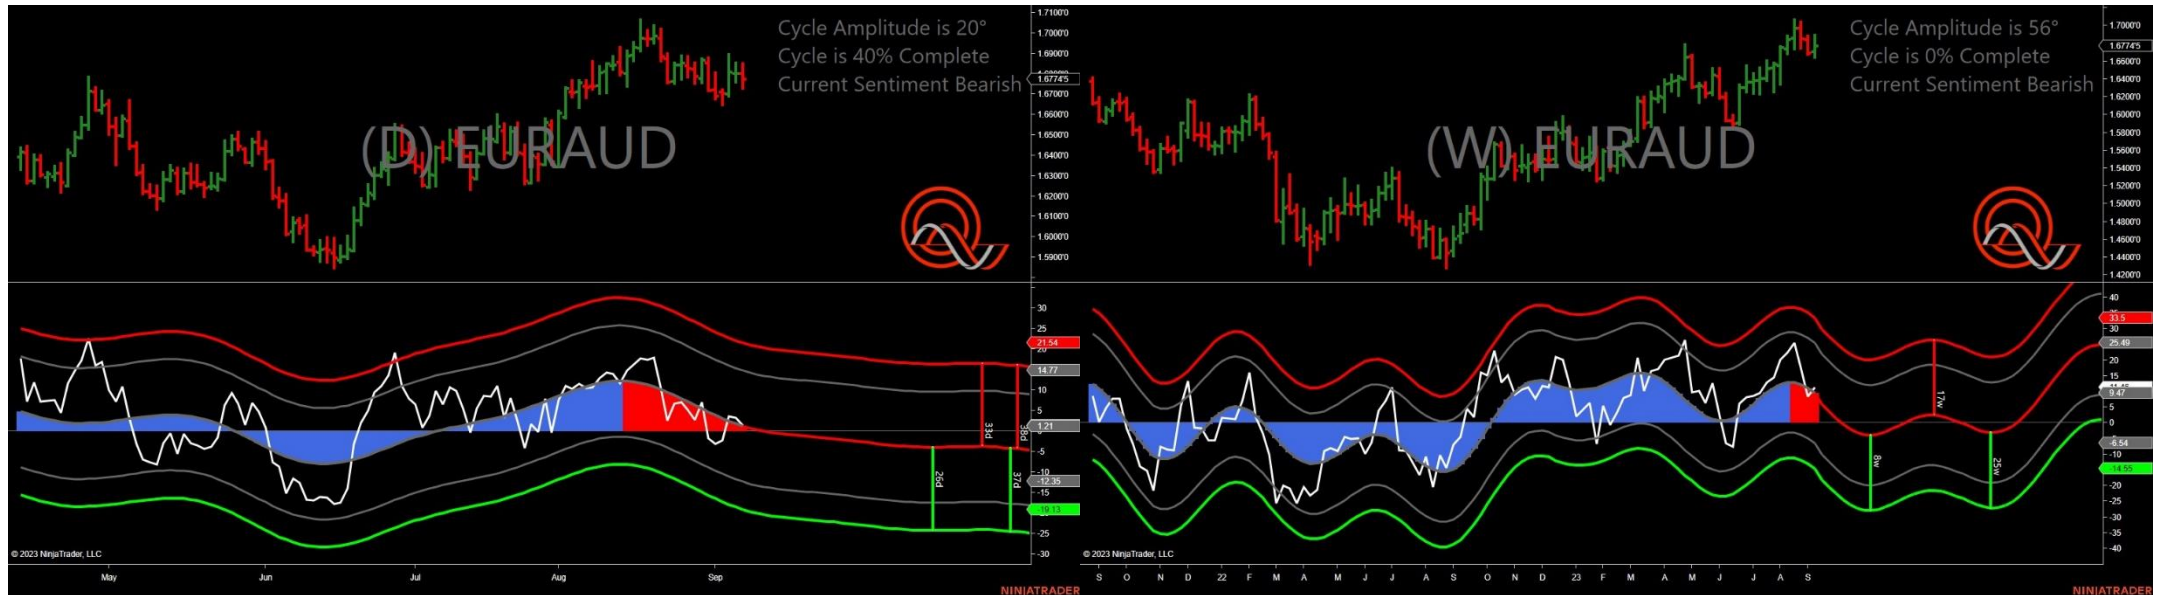 Cycle Amplitude is 20°
Cycle is 40% Complete
Current Sentiment Bearish
(D) EURAUD
1.7100'0
1.7000'0
1.6900'0
1.6774'5
1.6700'0
1.6500'0
1.6400'0
1.6300'0
1.6200'0
1.6100'0
1.6000'0
1.5900'0
30
25
21.54
20
14.77
10
5
1.21
-5
-10
-12.35
-15
-19.13
-25
-30
33d
38d
26d
37d
© 2023 NinjaTrader, LLC
May Jun Jul Aug Sep
NINJATRADER
Cycle Amplitude is 56°
Cycle is 0% Complete
Current Sentiment Bearish
(W) EURAUD
1.7000'0
1.6774'5
1.6600'0
1.6400'0
1.6200'0
1.6000'0
1.5800'0
1.5600'0
1.5400'0
1.5200'0
1.5000'0
1.4800'0
1.4600'0
1.4400'0
1.4200'0
40
33.5
30
25.49
20
15
9.47
5
0
-6.54
-10
-14.55
-20
-25
-30
-35
-40
17w
8w
25w
© 2023 NinjaTrader, LLC
S O N D 22 F M A M J J A S O N D 23 F M A M J J A S
NINJATRADER